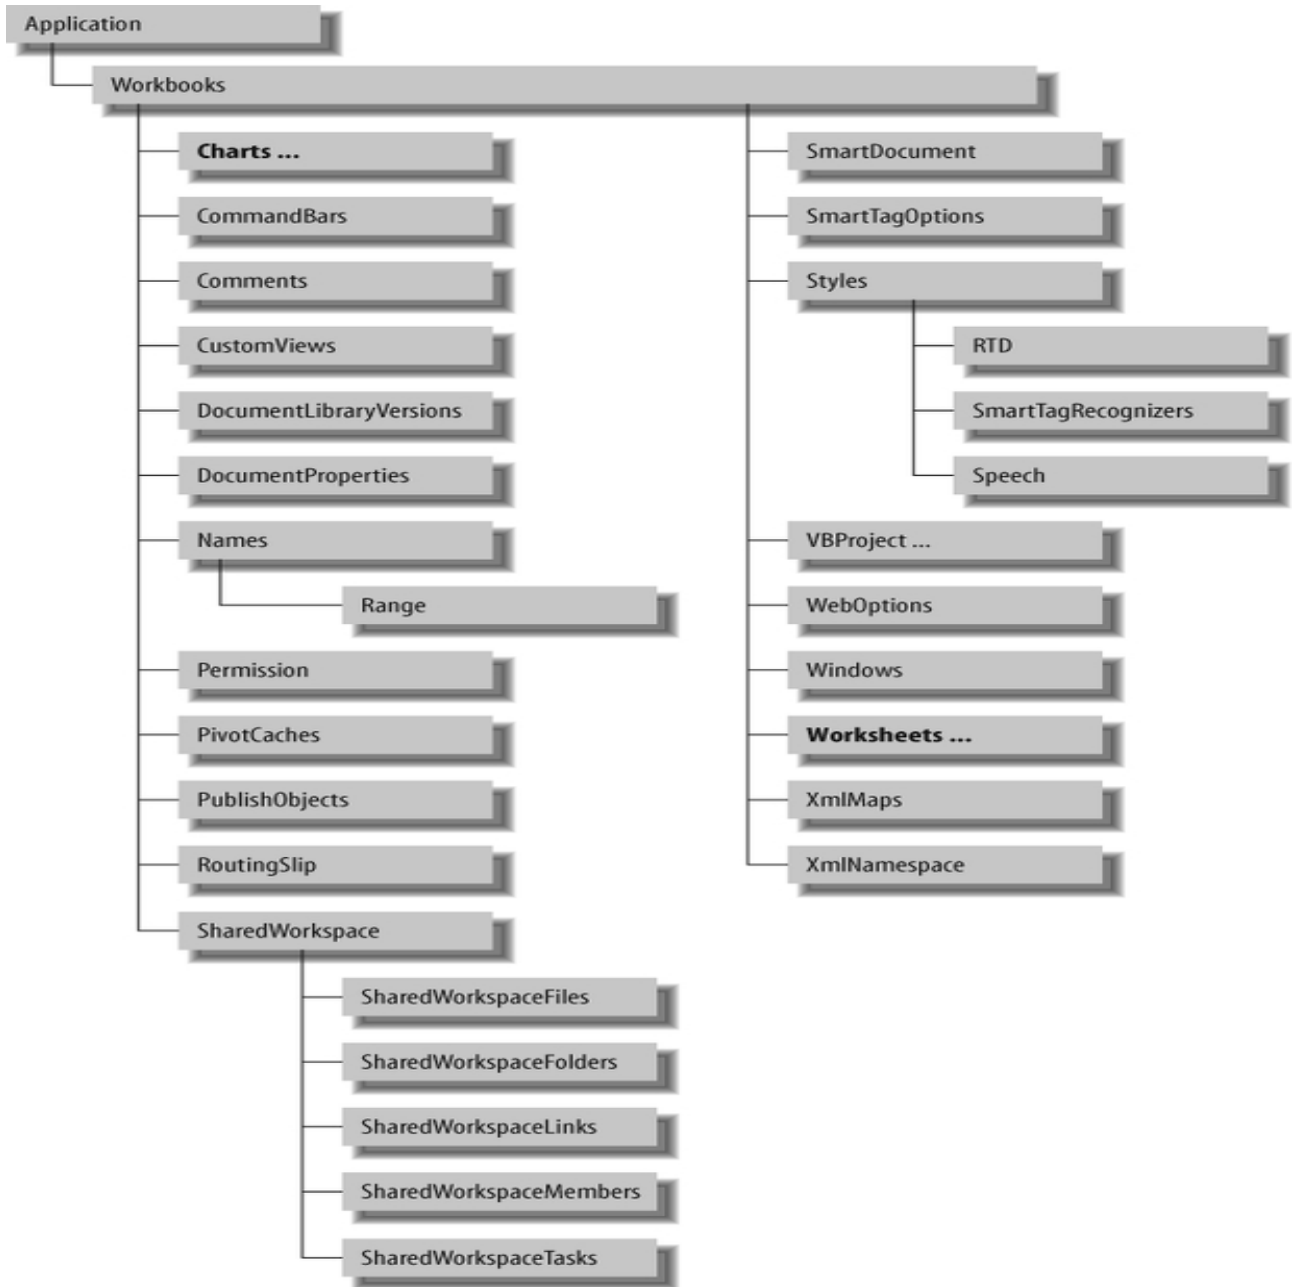 Application
Workbooks
Charts ...
CommandBars
Comments
CustomViews
DocumentLibraryVersions
DocumentProperties
Names
Range
Permission
PivotCaches
PublishObjects
RoutingSlip
SharedWorkspace
SharedWorkspaceFiles
SharedWorkspaceFolders
SharedWorkspaceLinks
SharedWorkspaceMembers
SharedWorkspaceTasks
SmartDocument
SmartTagOptions
Styles
RTD
SmartTagRecognizers
Speech
VBProject ...
WebOptions
Windows
Worksheets ...
XmlMaps
XmlNamespace